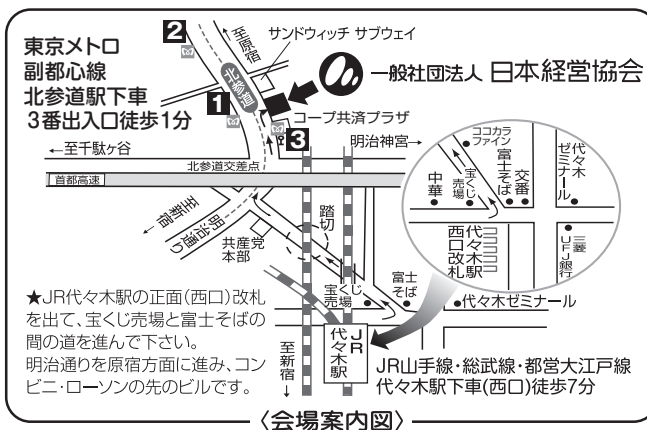 東京メトロ
副都心線
北参道駅下車
3番出入口徒歩1分
2
至原宿
サンドウィッチ サブウェイ
北参道
一般社団法人 日本経営協会
1
コープ共済プラザ
3
明治神宮→
←至千駄ヶ谷
北参道交差点
首都高速
至新宿
明治通り
共産党
本部
踏切
宝くじ
売場
富士
そば
代々木ゼミナール
JR
代々木駅
至新宿
ココカラ
ファイン
中華
宝くじ
売場
富士そば
交番
代々木
ゼミナール
代々木駅
西口改札
三菱
UFJ銀行
★JR代々木駅の正面(西口)改札
を出て、宝くじ売場と富士そばの
間の道を進んで下さい。
明治通りを原宿方面に進み、コン
ビニ・ローソンの先のビルです。
JR山手線・総武線・都営大江戸線
代々木駅下車(西口)徒歩7分
〈会場案内図〉